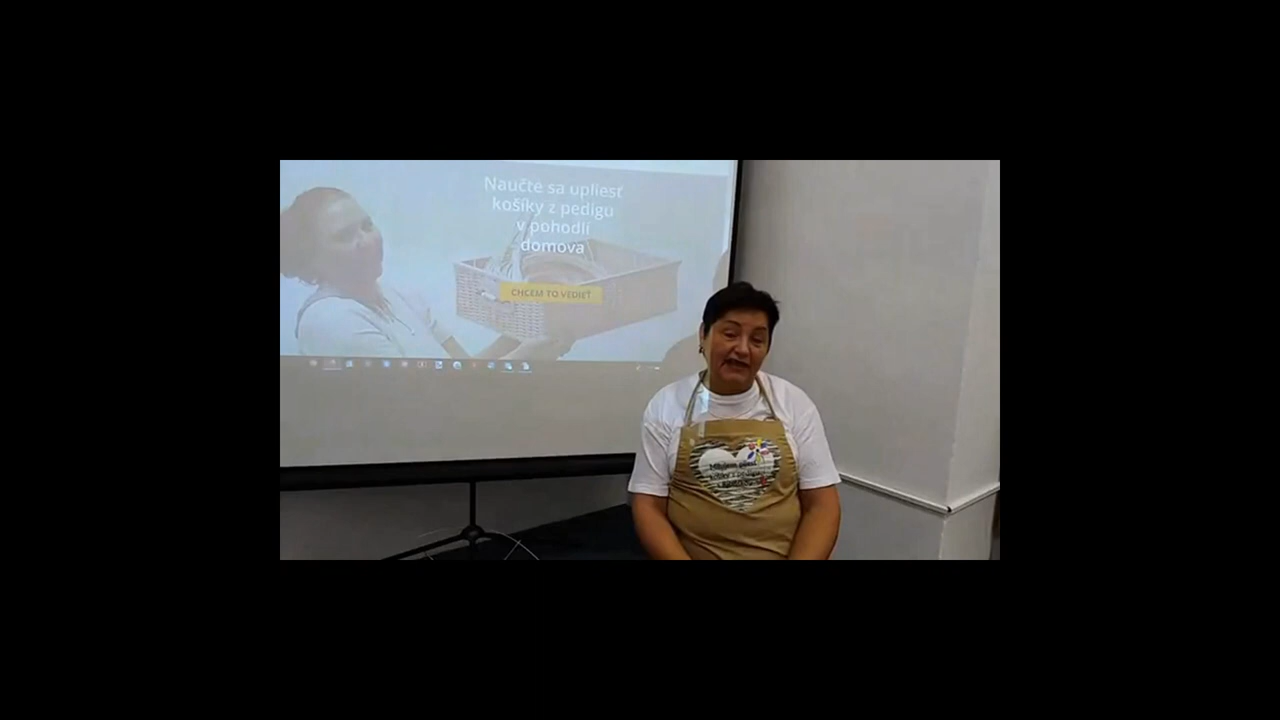 Naučte sa upliesť
košíky z pedigu
v pohodlí
domova
CHCEM TO VEDIEŤ